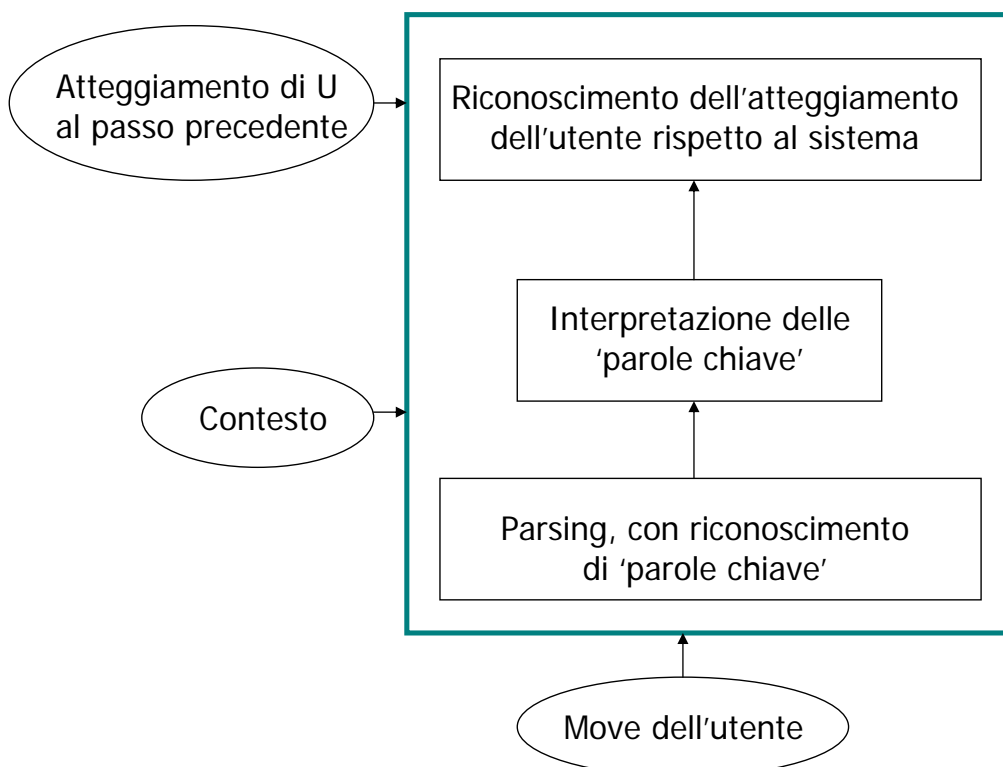 Atteggiamento di U
al passo precedente
Riconoscimento dell'atteggiamento
dell'utente rispetto al sistema
Interpretazione delle
‘parole chiave’
Contesto
Parsing, con riconoscimento
di ‘parole chiave’
Move dell'utente